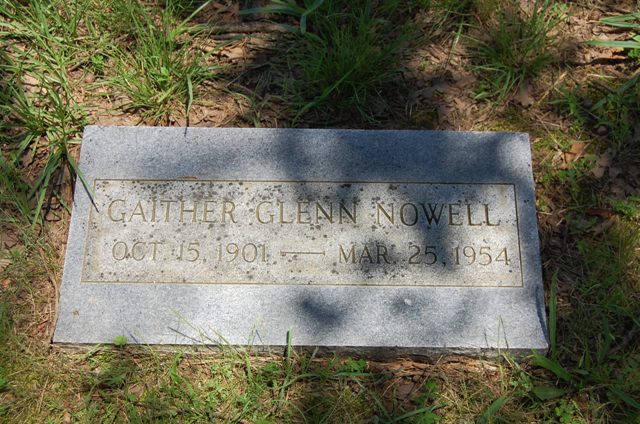 GAITHER GLENN NOWELL
OCT. 15, 1901 — MAR. 25, 1954